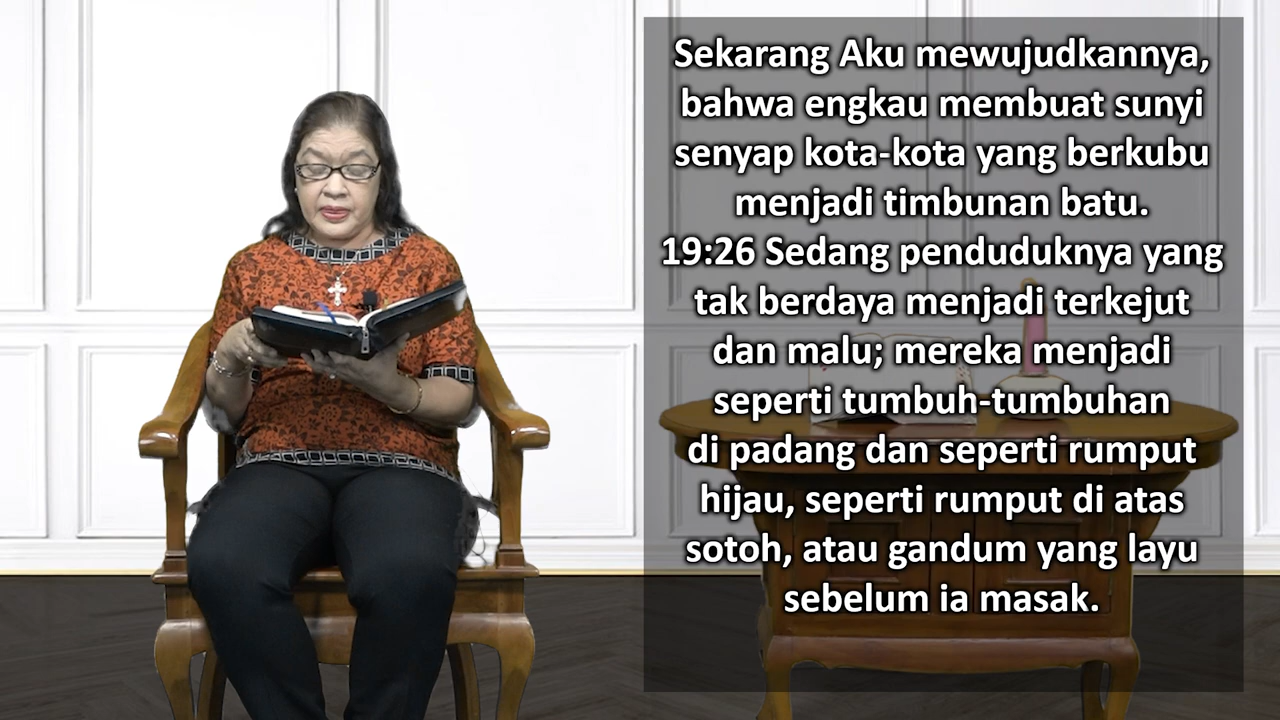 Sekarang Aku mewujudkannya,
bahwa engkau membuat sunyi
senyap kota-kota yang berkubu
menjadi timbunan batu.
19:26 Sedang penduduknya yang
tak berdaya menjadi terkejut
dan malu; mereka menjadi
seperti tumbuh-tumbuhan
di padang dan seperti rumput
hijau, seperti rumput di atas
sotoh, atau gandum yang layu
sebelum ia masak.